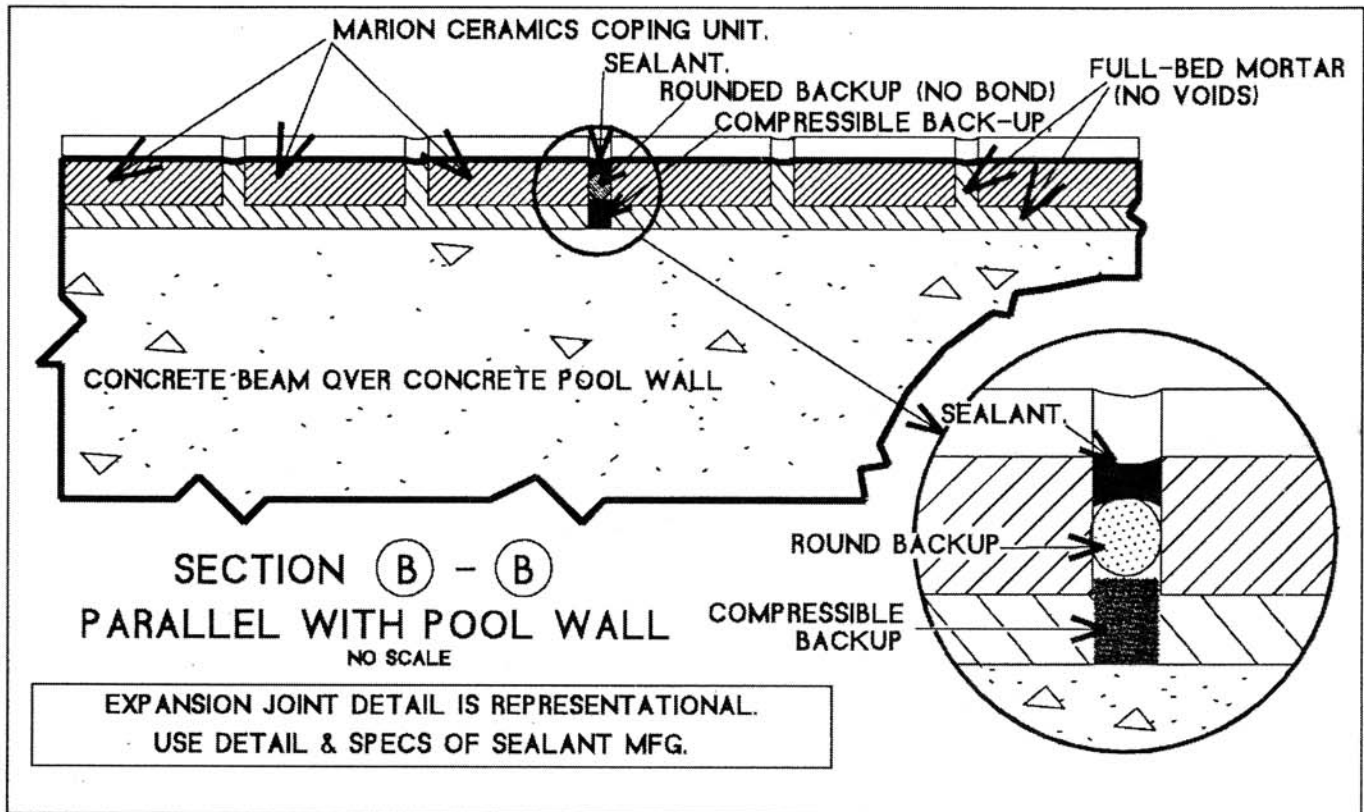 MARION CERAMICS COPING UNIT.
SEALANT.
ROUNDED BACKUP (NO BOND)
COMPRESSIBLE BACK-UP.
FULL-BED MORTAR
(NO VOIDS)
CONCRETE BEAM OVER CONCRETE POOL WALL
SEALANT.
ROUND BACKUP
COMPRESSIBLE
BACKUP
SECTION B - B
PARALLEL WITH POOL WALL
NO SCALE
EXPANSION JOINT DETAIL IS REPRESENTATIONAL.
USE DETAIL & SPECS OF SEALANT MFG.